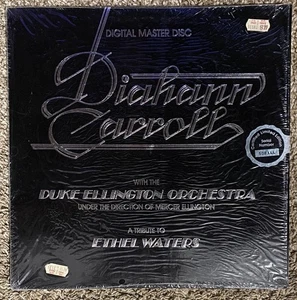 DIGITAL MASTER DISC
Diahann
Carroll
WITH THE
DUKE ELLINGTON ORCHESTRA
UNDER THE DIRECTION OF MERCER ELLINGTON
A TRIBUTE TO
ETHEL WATERS